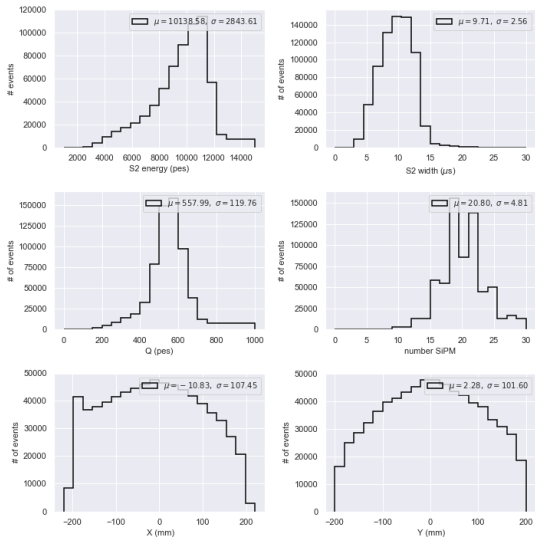 μ = 10138.58, σ = 2843.61
120000
100000
80000
60000
40000
20000
0
# of events
2000 4000 6000 8000 10000 12000 14000
S2 energy (pes)
μ = 9.71, σ = 2.56
140000
120000
100000
80000
60000
40000
20000
0
# of events
0 5 10 15 20 25 30
S2 width (μs)
μ = 557.99, σ = 119.76
150000
125000
100000
75000
50000
25000
0
# of events
0 200 400 600 800 1000
Q (pes)
μ = 20.80, σ = 4.81
150000
125000
100000
75000
50000
25000
0
# of events
0 5 10 15 20 25 30
number SiPM
μ = −10.83, σ = 107.45
50000
40000
30000
20000
10000
0
# of events
−200 −100 0 100 200
X (mm)
μ = 2.28, σ = 101.60
50000
40000
30000
20000
10000
0
# of events
−200 −100 0 100 200
Y (mm)